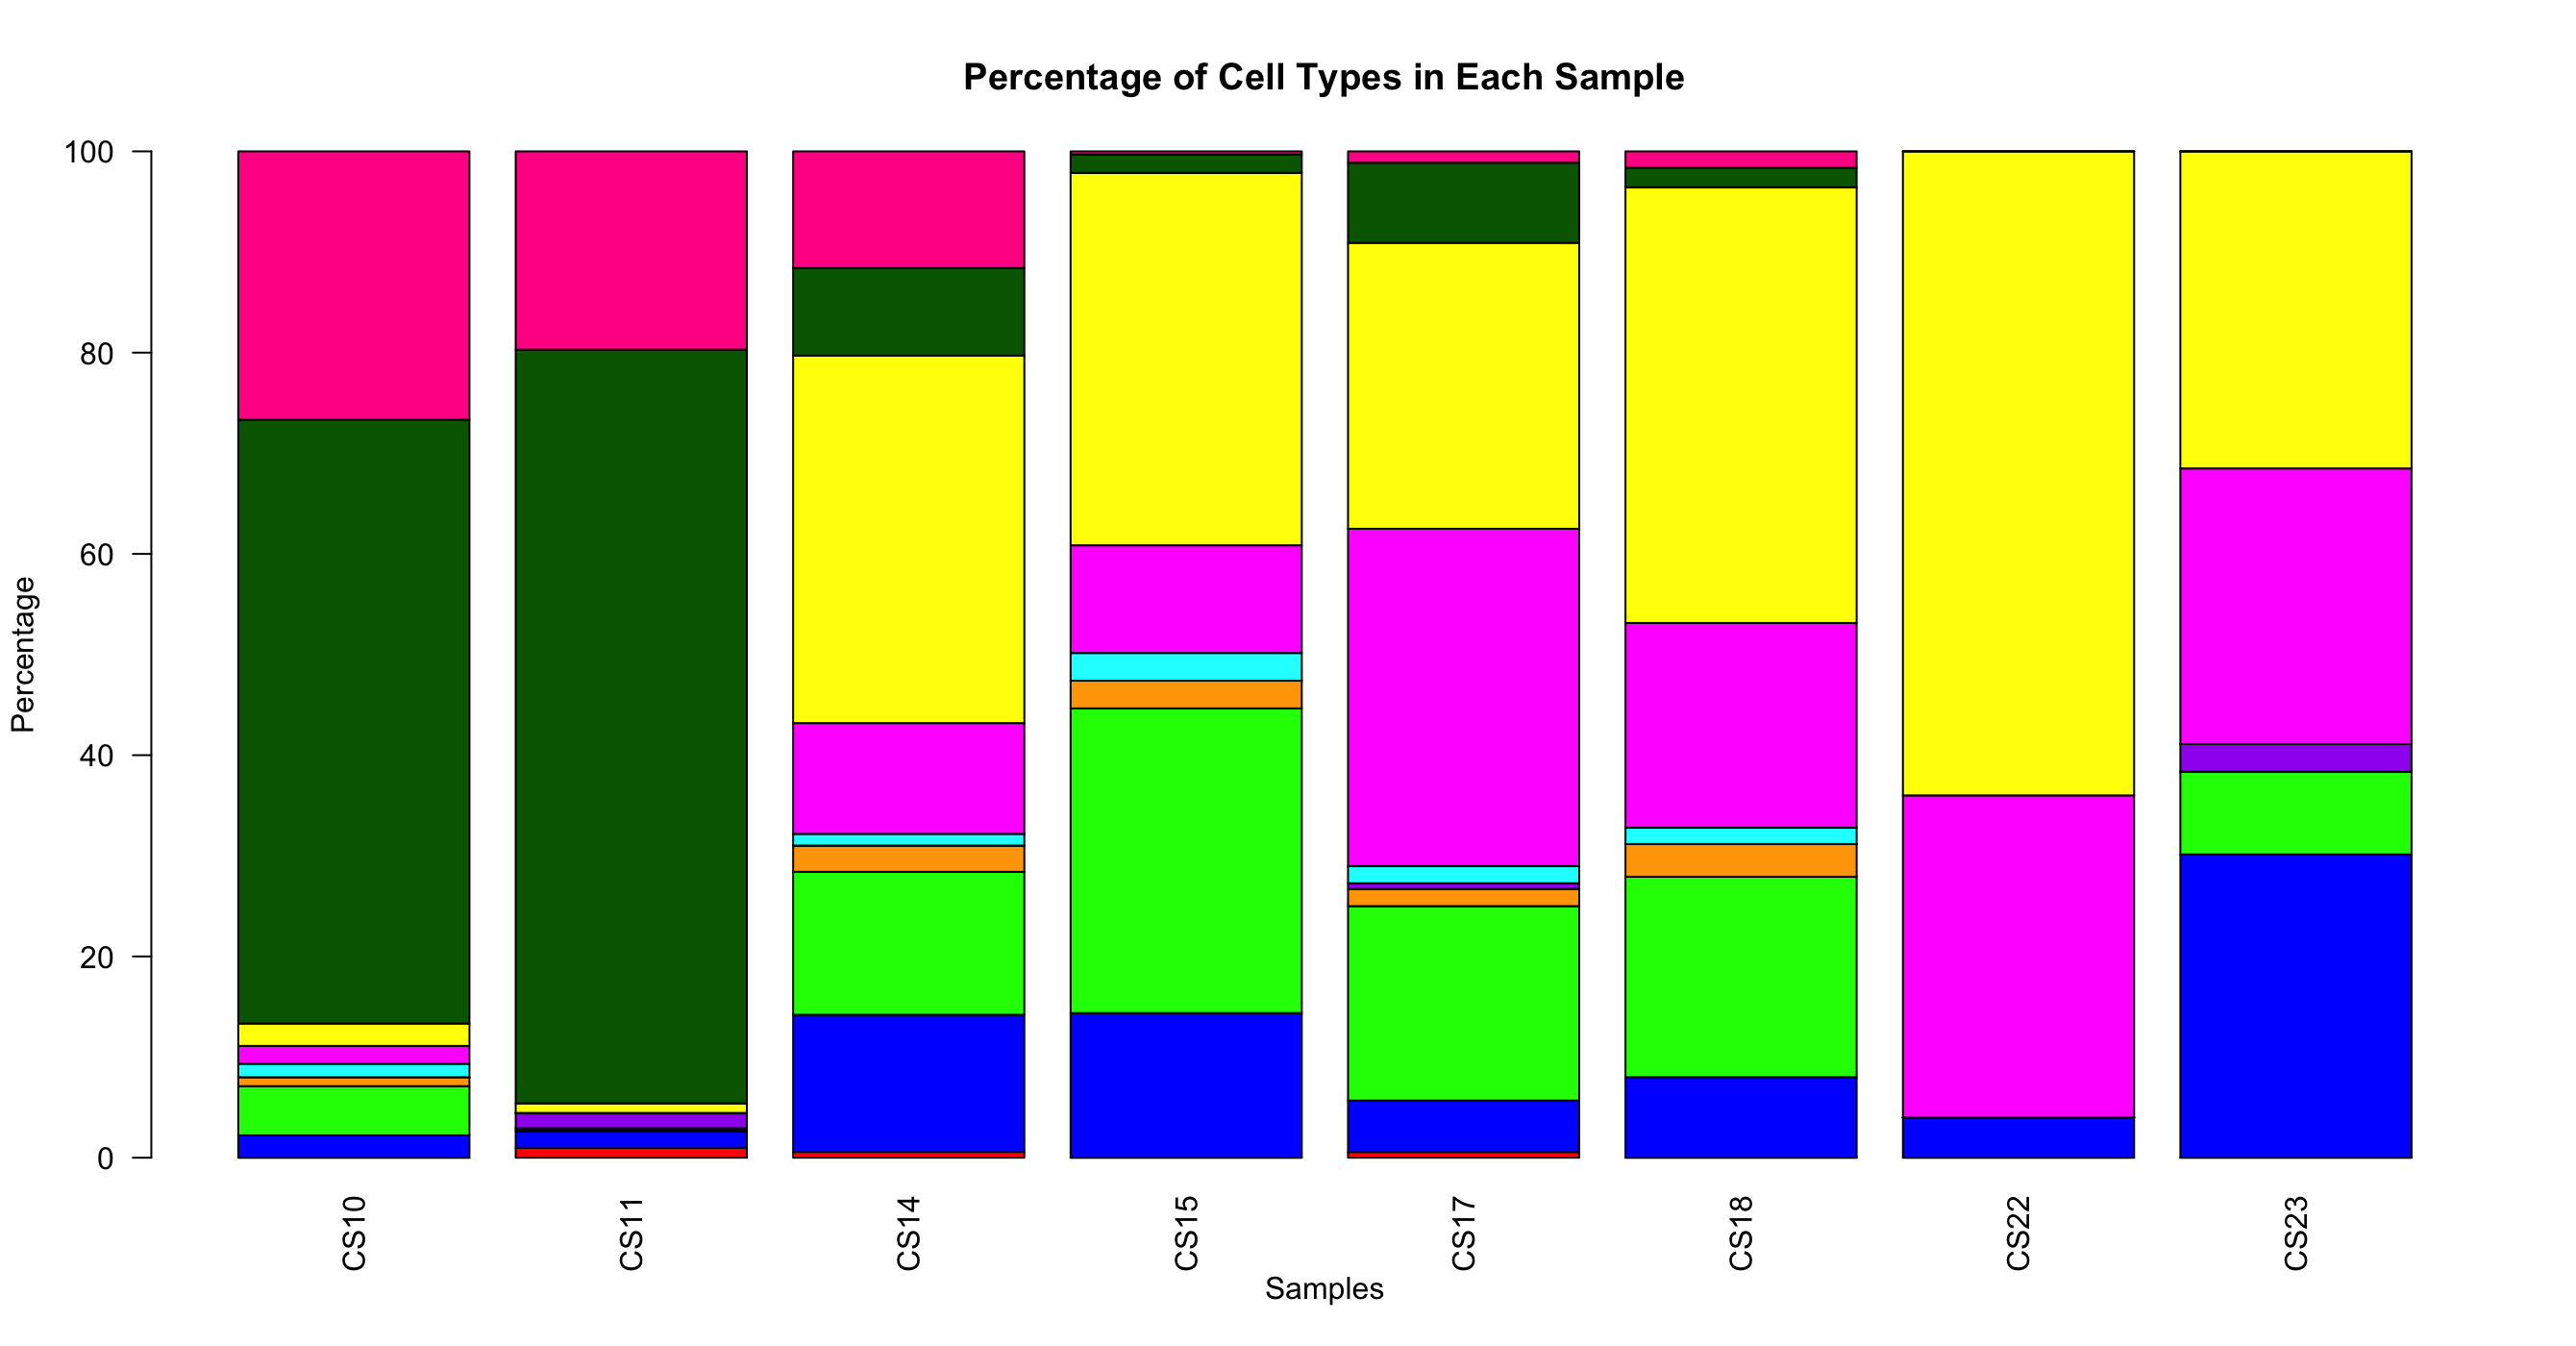 Percentage of Cell Types in Each Sample
100
80
60
40
20
0
Percentage
CS10
CS11
CS14
CS15
CS17
CS18
CS22
CS23
Samples